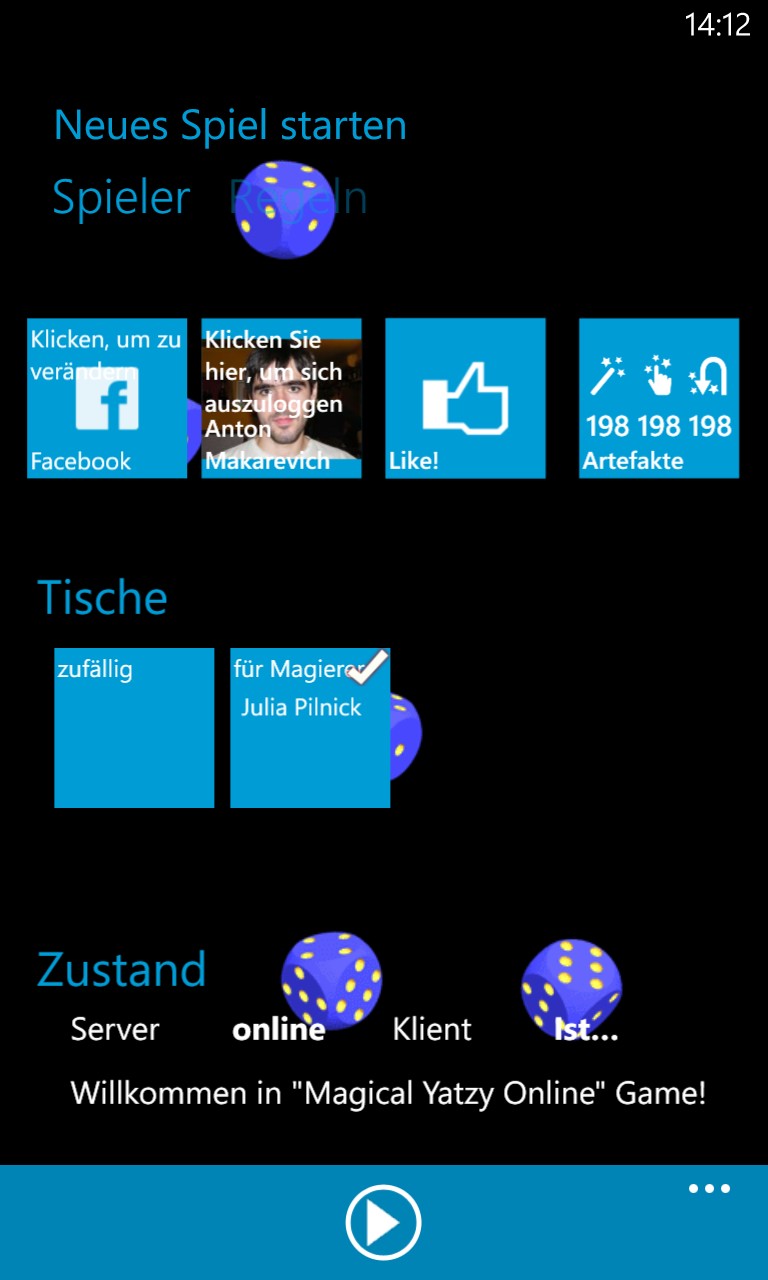 14:12
Neues Spiel starten
Spieler Regeln
Klicken, um zu
verändern
Facebook
Klicken Sie
hier, um sich
auszuloggen
Anton
Makarevich
Like!
198 198 198
Artefakte
Tische
zufällig
für Magierer
Julia Pilnick
Zustand
Server online Klient Ist...
Willkommen in "Magical Yatzy Online" Game!